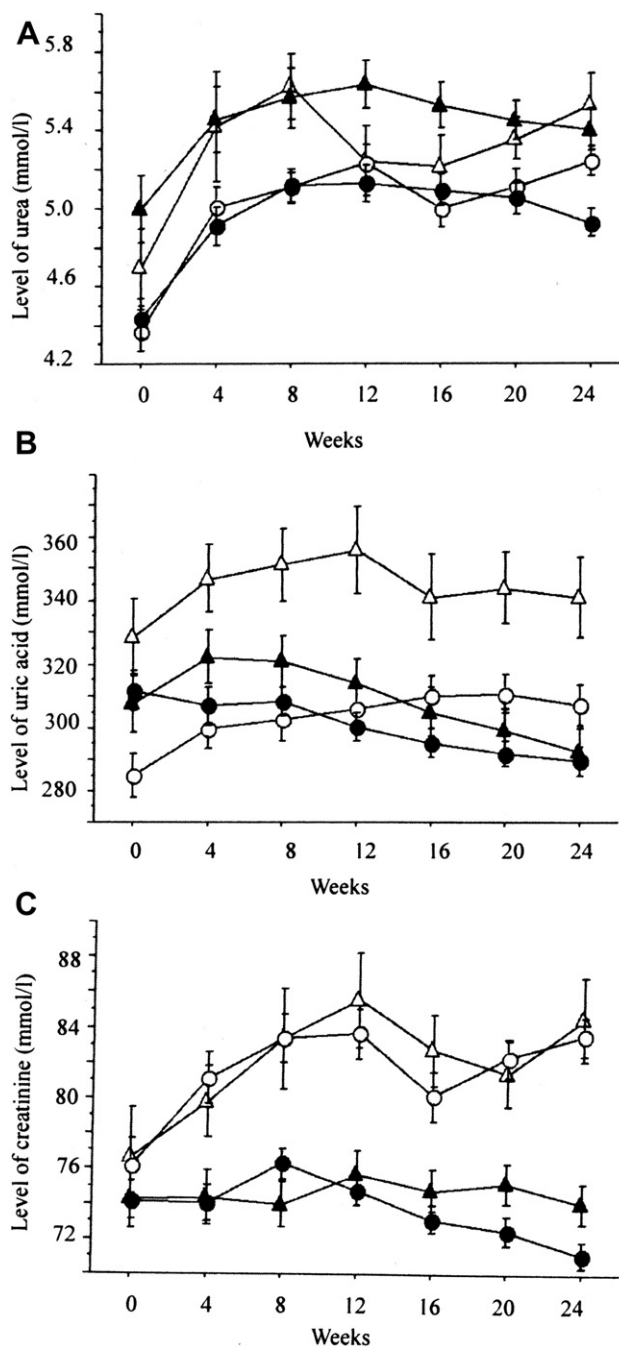 A
5.8
5.4
5.0
4.6
4.2
Level of urea (mmol/l)
0 4 8 12 16 20 24
Weeks
B
360
340
310
300
280
Level of uric acid (mmol/l)
0 4 8 12 16 20 24
Weeks
C
88
84
80
76
72
Level of creatinine (mmol/l)
0 4 8 12 16 20 24
Weeks